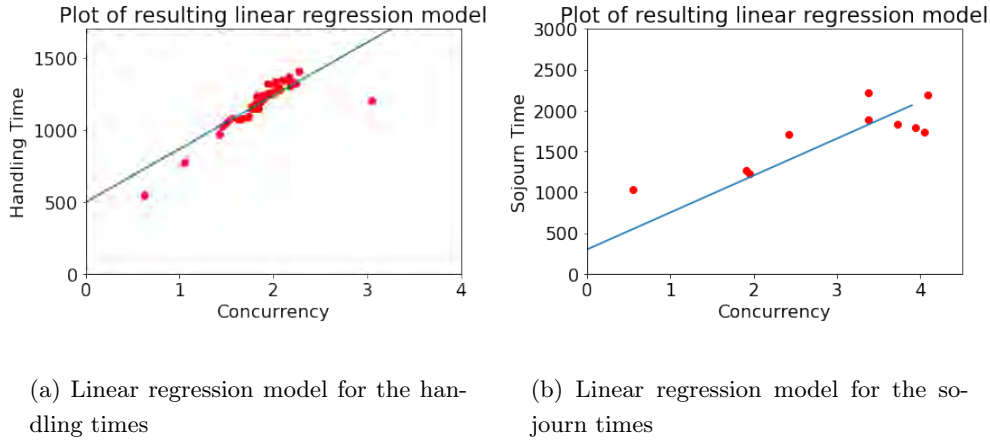 Plot of resulting linear regression model
Handling Time
1500
1000
500
0
0 1 2 3 4
Concurrency
(a) Linear regression model for the han-
dling times
Plot of resulting linear regression model
Sojourn Time
3000
2500
2000
1500
1000
500
0
0 1 2 3 4
Concurrency
(b) Linear regression model for the so-
journ times